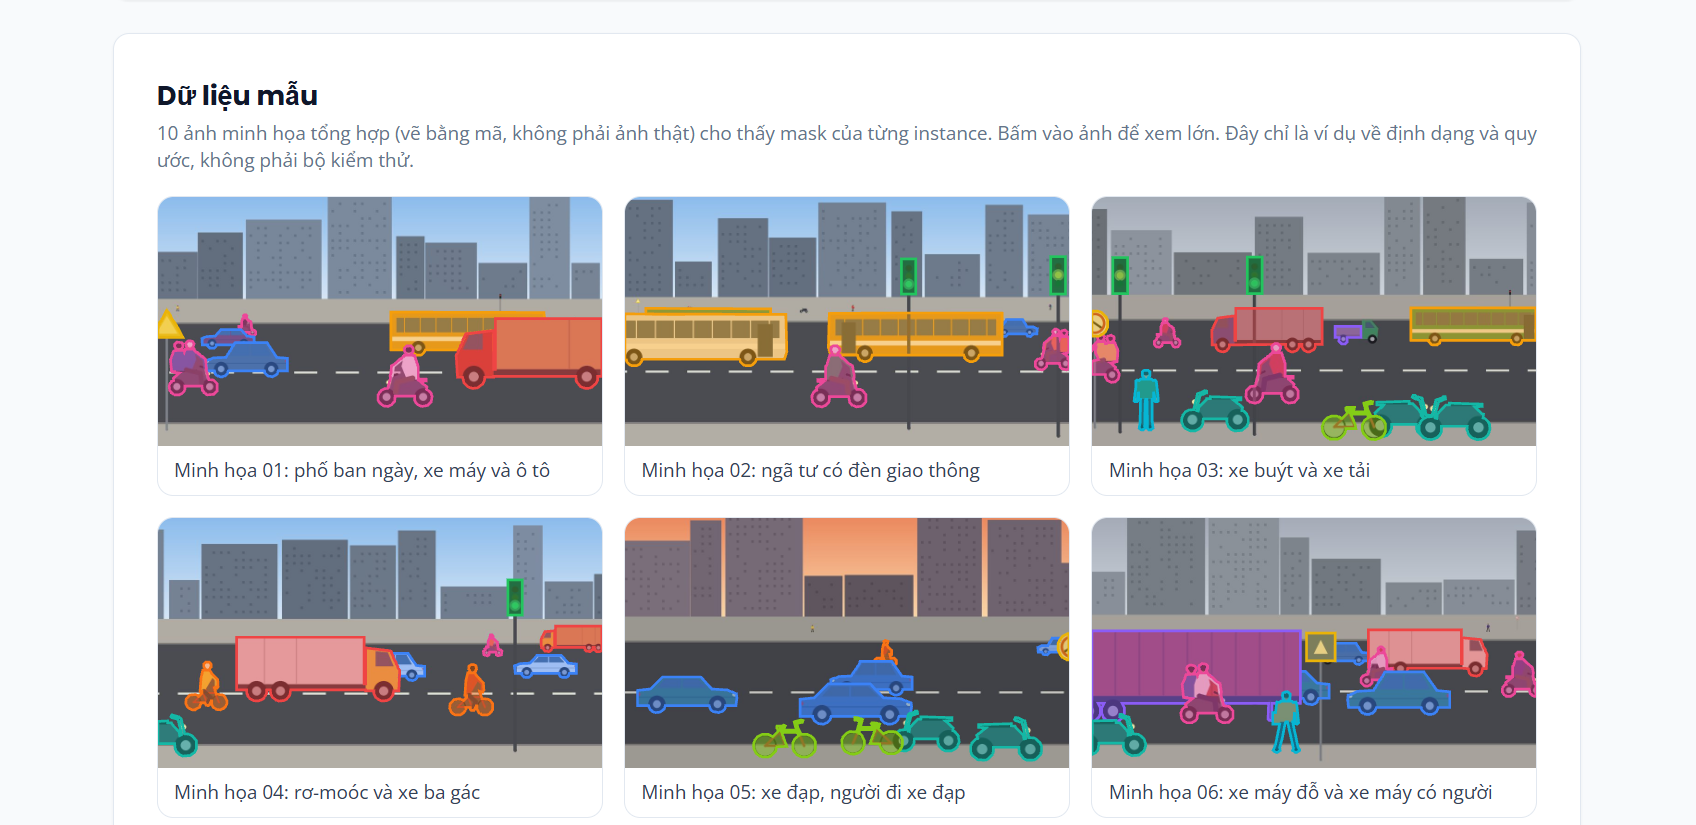 Dữ liệu mẫu
10 ảnh minh họa tổng hợp (vẽ bằng mã, không phải ảnh thật) cho thấy mask của từng instance. Bấm vào ảnh để xem lớn. Đây chỉ là ví dụ về định dạng và quy
ước, không phải bộ kiểm thử.
Minh họa 01: phố ban ngày, xe máy và ô tô
Minh họa 02: ngã tư có đèn giao thông
Minh họa 03: xe buýt và xe tải
Minh họa 04: rơ-moóc và xe ba gác
Minh họa 05: xe đạp, người đi xe đạp
Minh họa 06: xe máy đỗ và xe máy có người